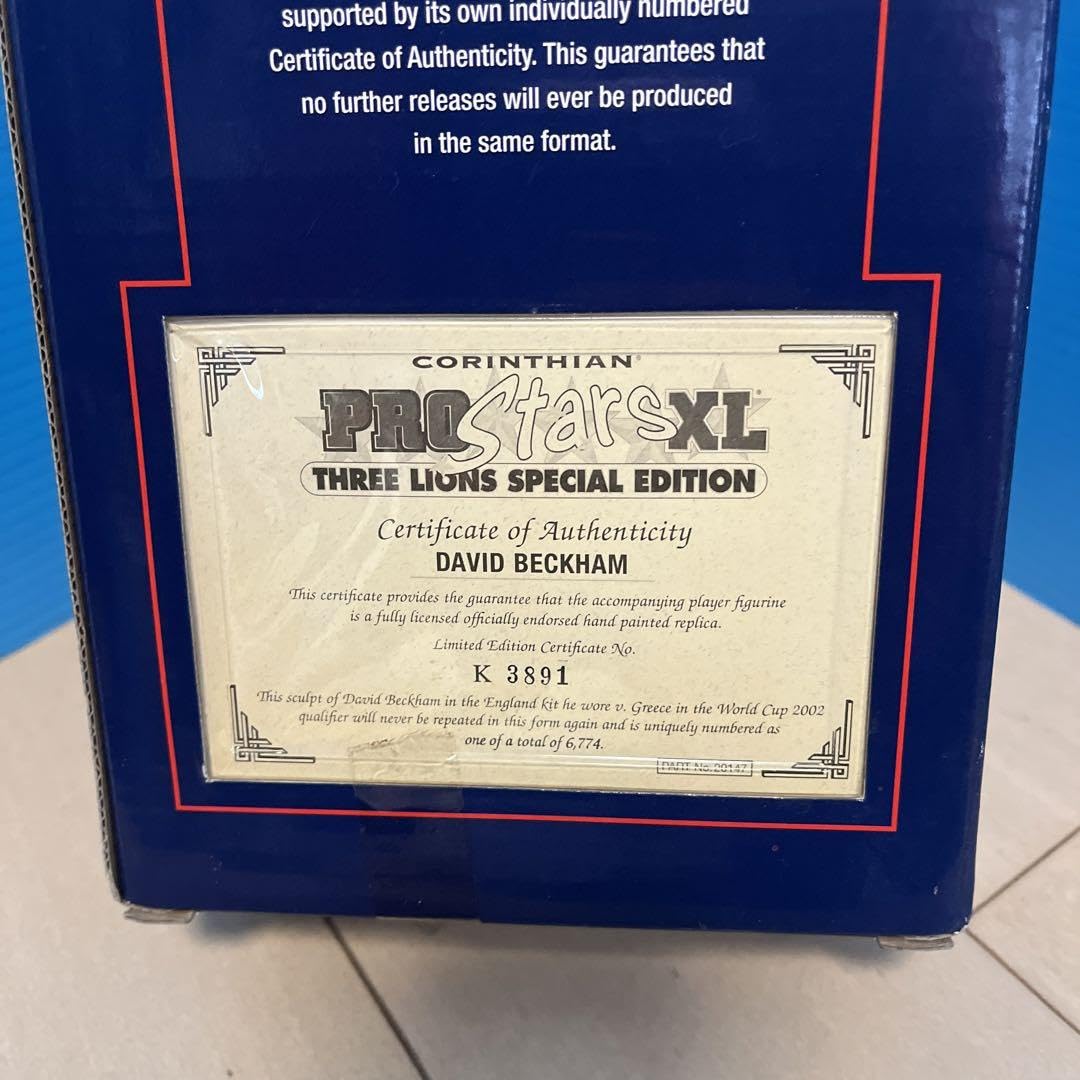 supported by its own individually numbered
Certificate of Authenticity. This guarantees that
no further releases will ever be produced
in the same format.
CORINTHIAN®
PROStarsXL®
THREE LIONS SPECIAL EDITION
Certificate of Authenticity
DAVID BECKHAM
This certificate provides the guarantee that the accompanying player figurine
is a fully licensed officially endorsed hand painted replica.
Limited Edition Certificate No.
K 3891
This sculpt of David Beckham in the England kit he wore v. Greece in the World Cup 2002
qualifier will never be repeated in this form again and is uniquely numbered as
one of a total of 6,774.
PART No. 20147